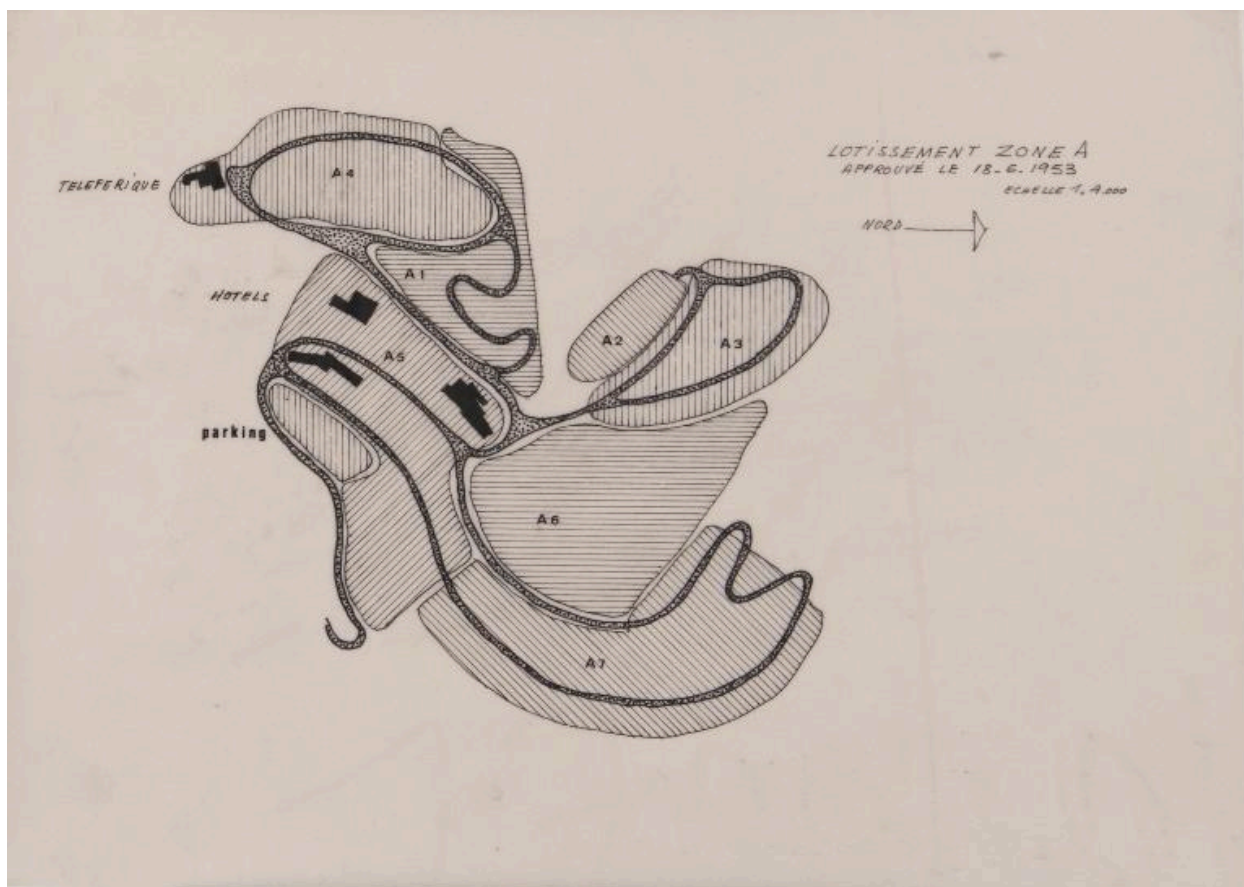 LOTISSEMENT ZONE A
APPROUVÉ LE 18-6-1953
ECHELLE 1.4.000
NORD
TELEFERIQUE
A4
A1
HOTELS
A2
A3
A5
parking
A6
A7